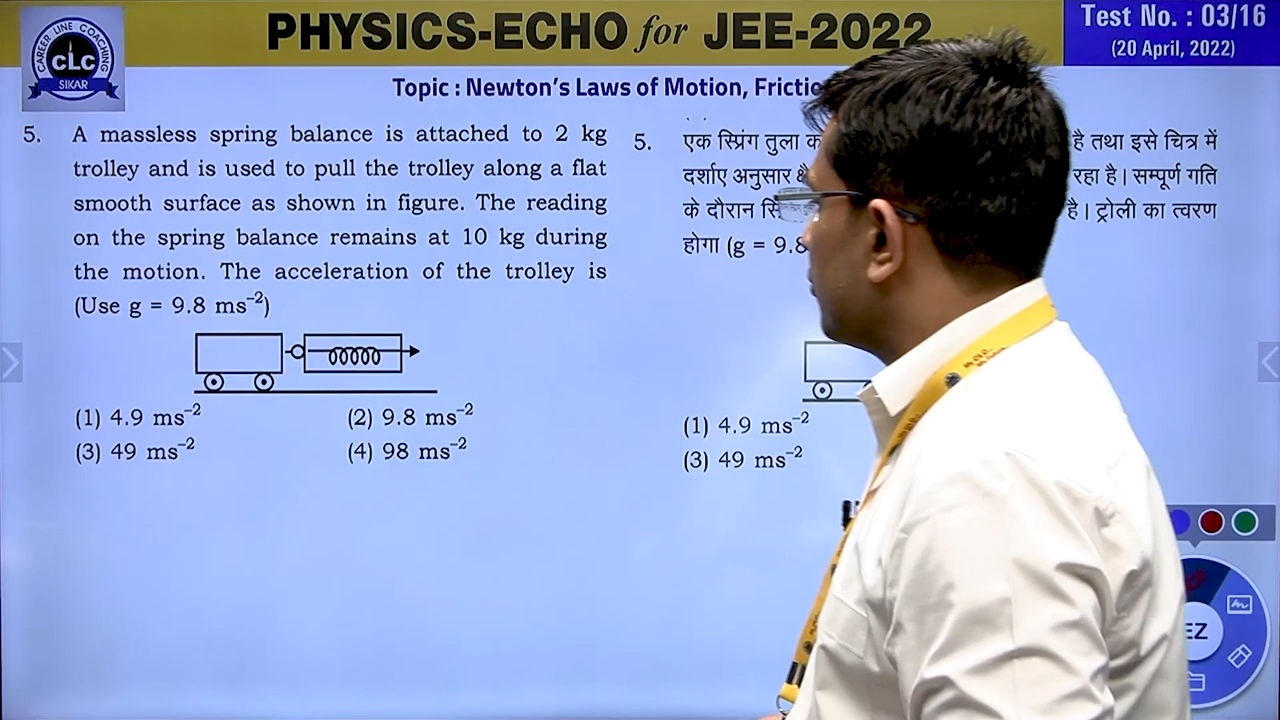 PHYSICS-ECHO for JEE-2022
Test No. : 03/16
(20 April, 2022)
CAREER LINE COACHING
CLC
SIKAR
Topic : Newton's Laws of Motion,
5. A massless spring balance is attached to 2 kg
trolley and is used to pull the trolley along a flat
smooth surface as shown in figure. The reading
on the spring balance remains at 10 kg during
the motion. The acceleration of the trolley is
(Use g = 9.8 ms⁻²)
(1) 4.9 ms⁻² (2) 9.8 ms⁻²
(3) 49 ms⁻² (4) 98 ms⁻²
5. एक स्प्रिंग तुला है तथा इसे चित्र में
दर्शाए अनुसार रहा है। सम्पूर्ण गति
के दौरान है। ट्रोली का त्वरण
होगा (g = 9.8
(1) 4.9 ms⁻²
(3) 49 ms⁻²
EZ